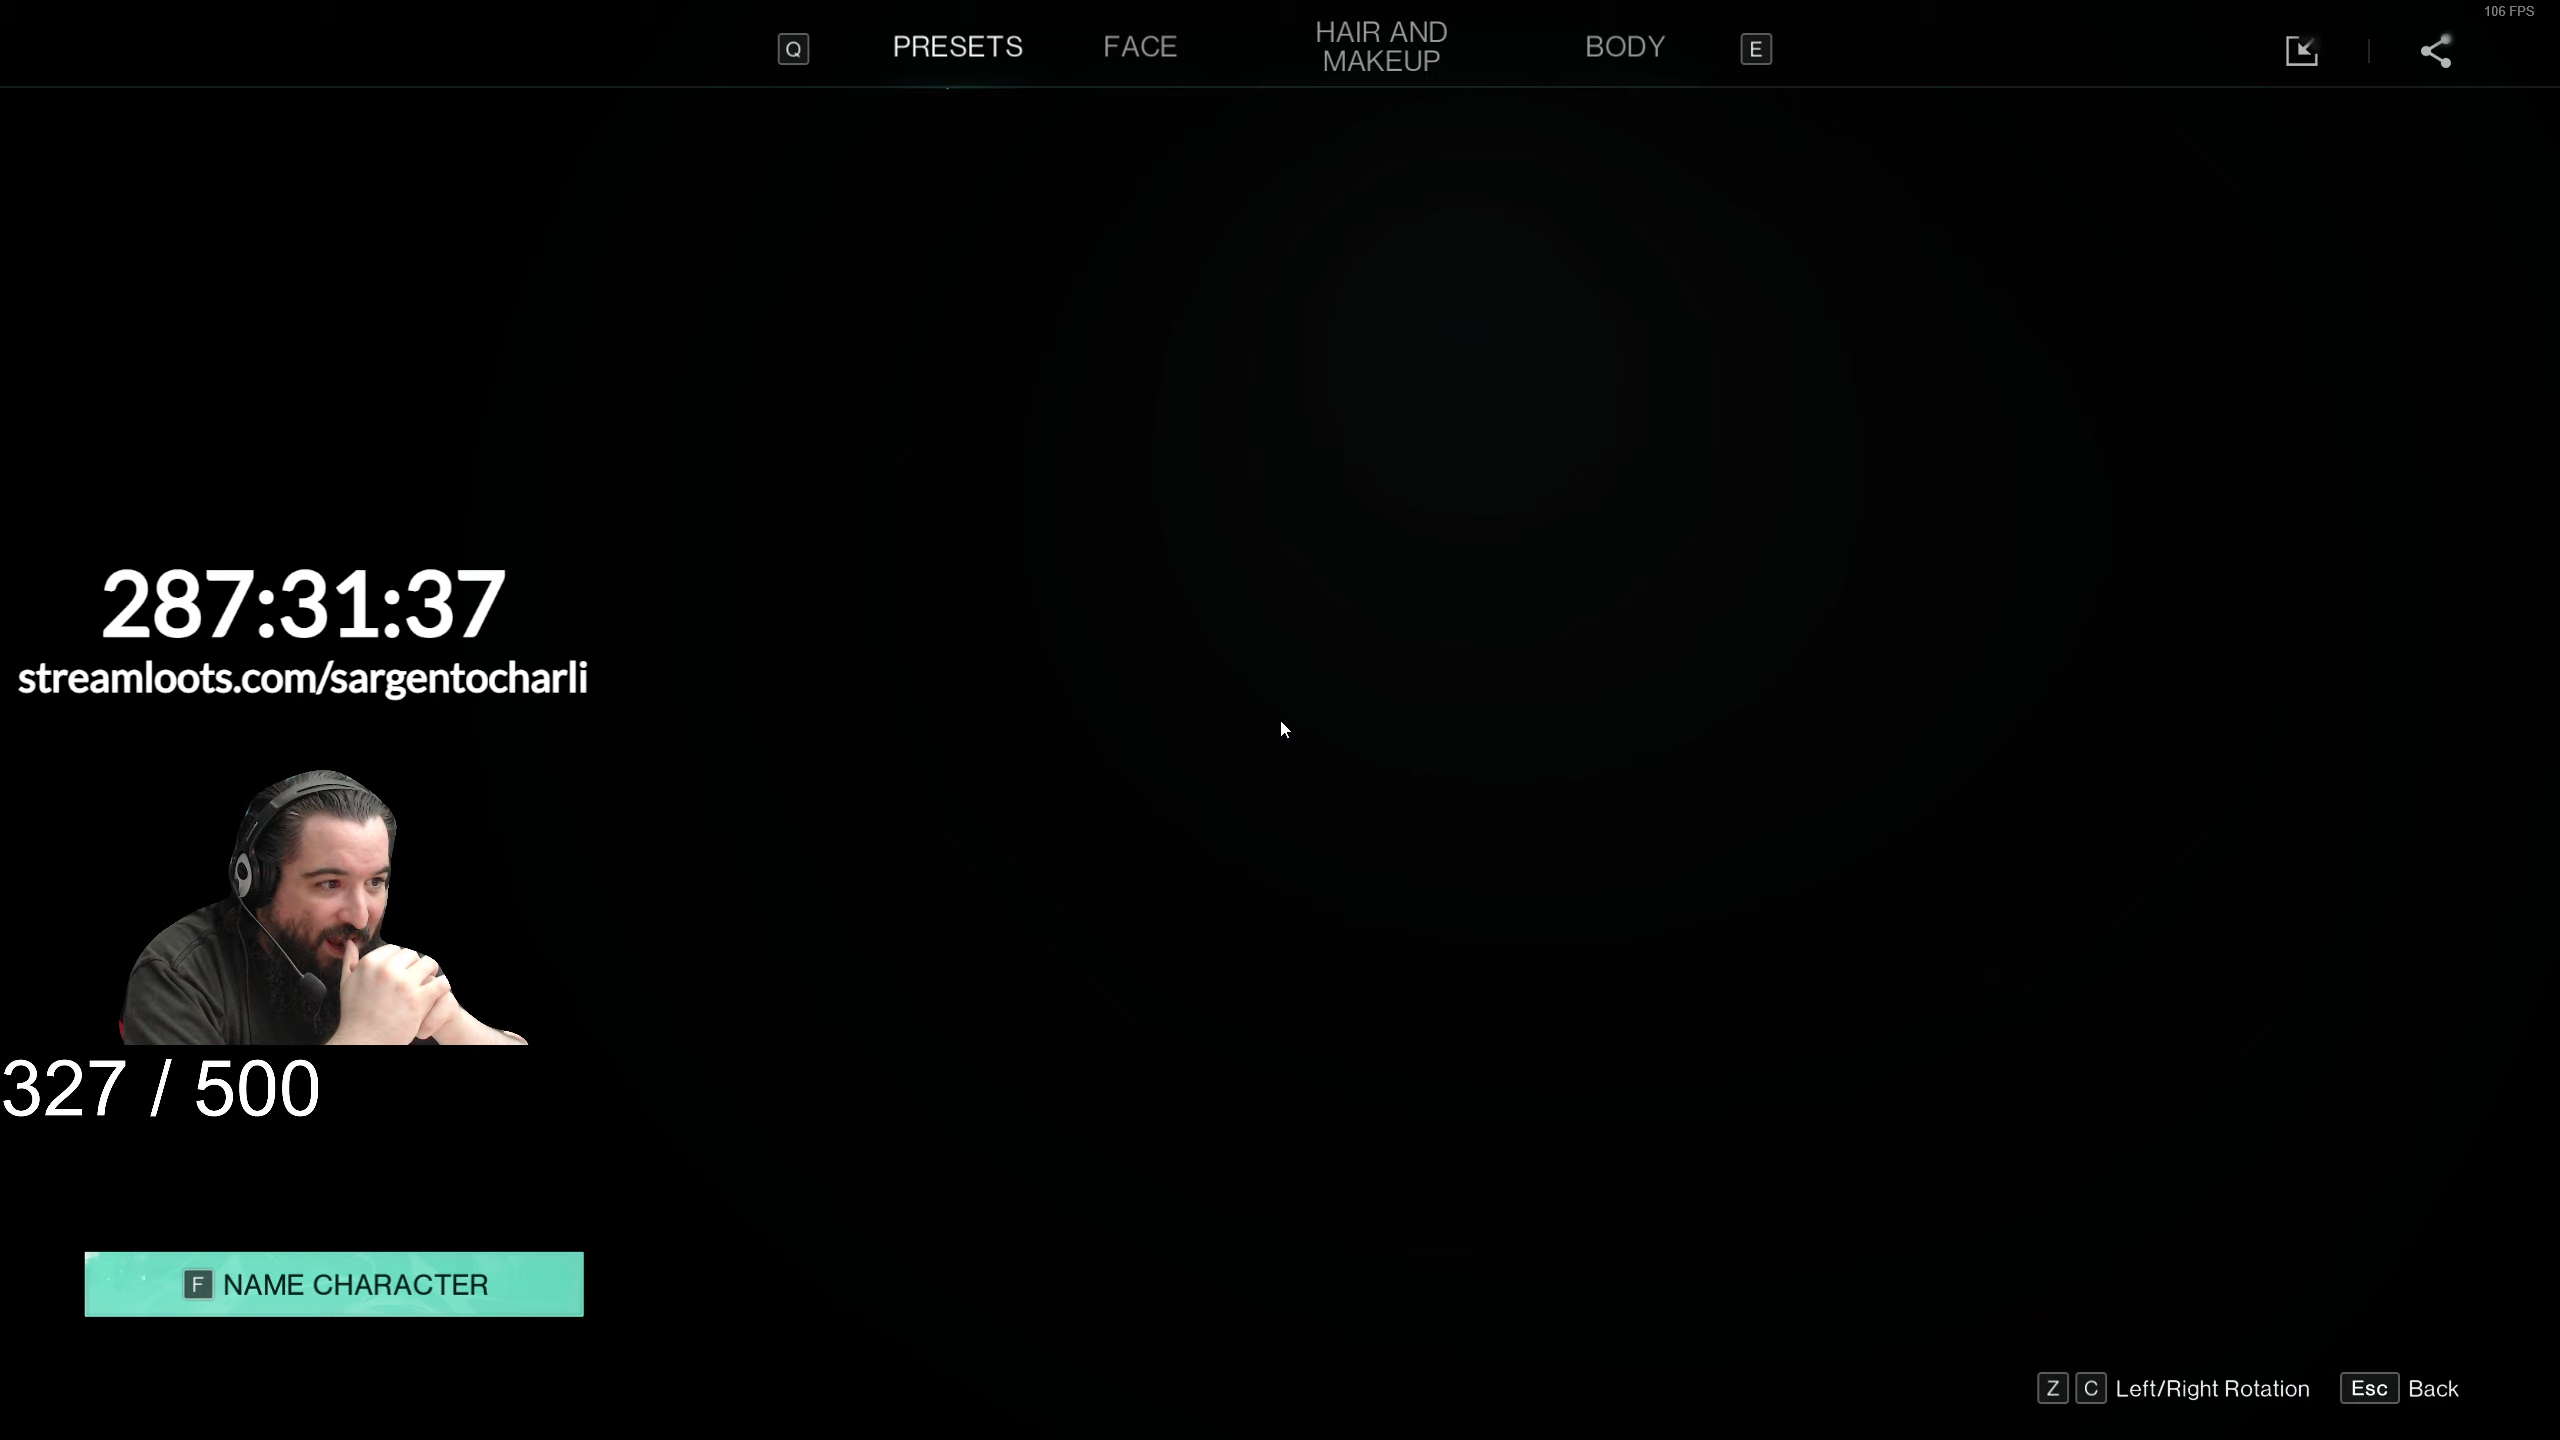 106 FPS
Q PRESETS FACE HAIR AND MAKEUP BODY E
287:31:37
streamloots.com/sargentocharli
327 / 500
F NAME CHARACTER
Z C Left/Right Rotation Esc Back